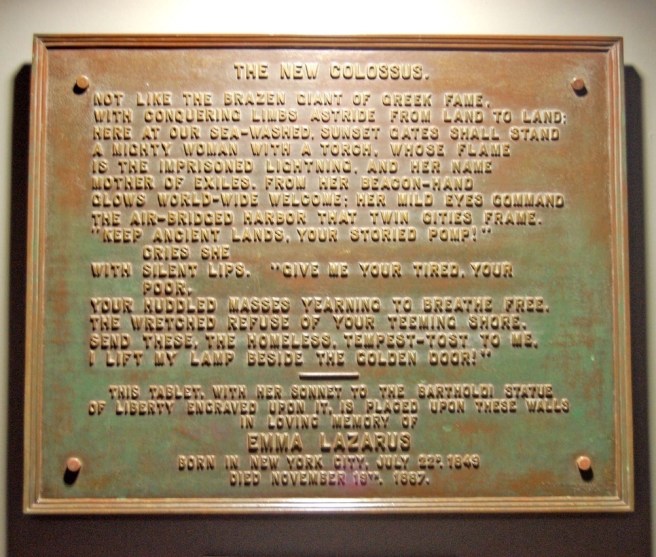 THE NEW COLOSSUS.
NOT LIKE THE BRAZEN GIANT OF GREEK FAME,
WITH CONQUERING LIMBS ASTRIDE FROM LAND TO LAND;
HERE AT OUR SEA-WASHED, SUNSET GATES SHALL STAND
A MIGHTY WOMAN WITH A TORCH, WHOSE FLAME
IS THE IMPRISONED LIGHTNING, AND HER NAME
MOTHER OF EXILES. FROM HER BEACON-HAND
GLOWS WORLD-WIDE WELCOME; HER MILD EYES COMMAND
THE AIR-BRIDGED HARBOR THAT TWIN CITIES FRAME.
"KEEP ANCIENT LANDS, YOUR STORIED POMP!"
CRIES SHE
WITH SILENT LIPS. "GIVE ME YOUR TIRED, YOUR
POOR,
YOUR HUDDLED MASSES YEARNING TO BREATHE FREE,
THE WRETCHED REFUSE OF YOUR TEEMING SHORE.
SEND THESE, THE HOMELESS, TEMPEST-TOST TO ME,
I LIFT MY LAMP BESIDE THE GOLDEN DOOR!"
THIS TABLET, WITH HER SONNET TO THE BARTHOLDI STATUE
OF LIBERTY ENGRAVED UPON IT, IS PLACED UPON THESE WALLS
IN LOVING MEMORY OF
EMMA LAZARUS
BORN IN NEW YORK CITY, JULY 22D, 1849
DIED NOVEMBER 19TH, 1887.